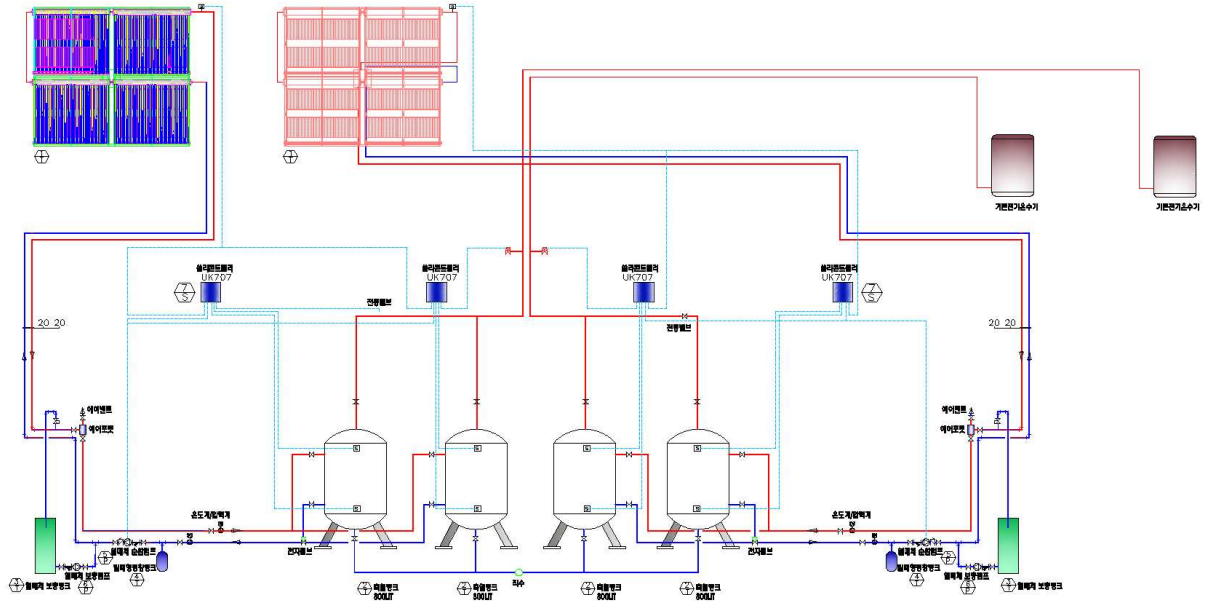 기존전기온수기
기존전기온수기
쏠라콘트롤러
UK707
쏠라콘트롤러
UK707
쏠라콘트롤러
UK707
쏠라콘트롤러
UK707
7
S
7
S
전동밸브
전동밸브
20 20
20 20
에어벤트
에어포켓
에어벤트
에어포켓
온도계/압력계
온도계/압력계
전자밸브
전자밸브
열매체 순환펌프
열매체 순환펌프
밀폐형팽창탱크
밀폐형팽창탱크
열매체 보충펌프
열매체 보충펌프
열매체 보충탱크
열매체 보충탱크
직수
축열탱크
500LIT
축열탱크
500LIT
축열탱크
500LIT
축열탱크
500LIT